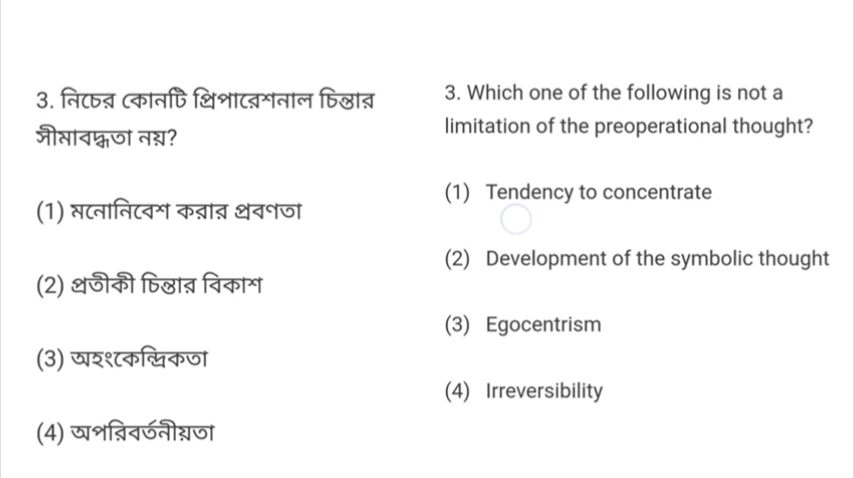 3. নিচের কোনটি প্রিপারেশনাল চিন্তার
সীমাবদ্ধতা নয়?
(1) মনোনিবেশ করার প্রবণতা
(2) প্রতীকী চিন্তার বিকাশ
(3) অহংকেন্দ্রিকতা
(4) অপরিবর্তনীয়তা
3. Which one of the following is not a
limitation of the preoperational thought?
(1) Tendency to concentrate
(2) Development of the symbolic thought
(3) Egocentrism
(4) Irreversibility